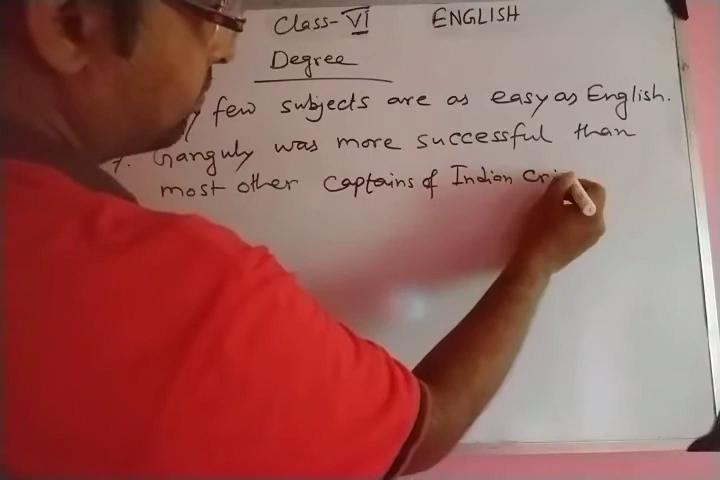 Class-VI ENGLISH
Degree
few subjects are as easy as English.
7. Ganguly was more successful than
most other captains of Indian cri